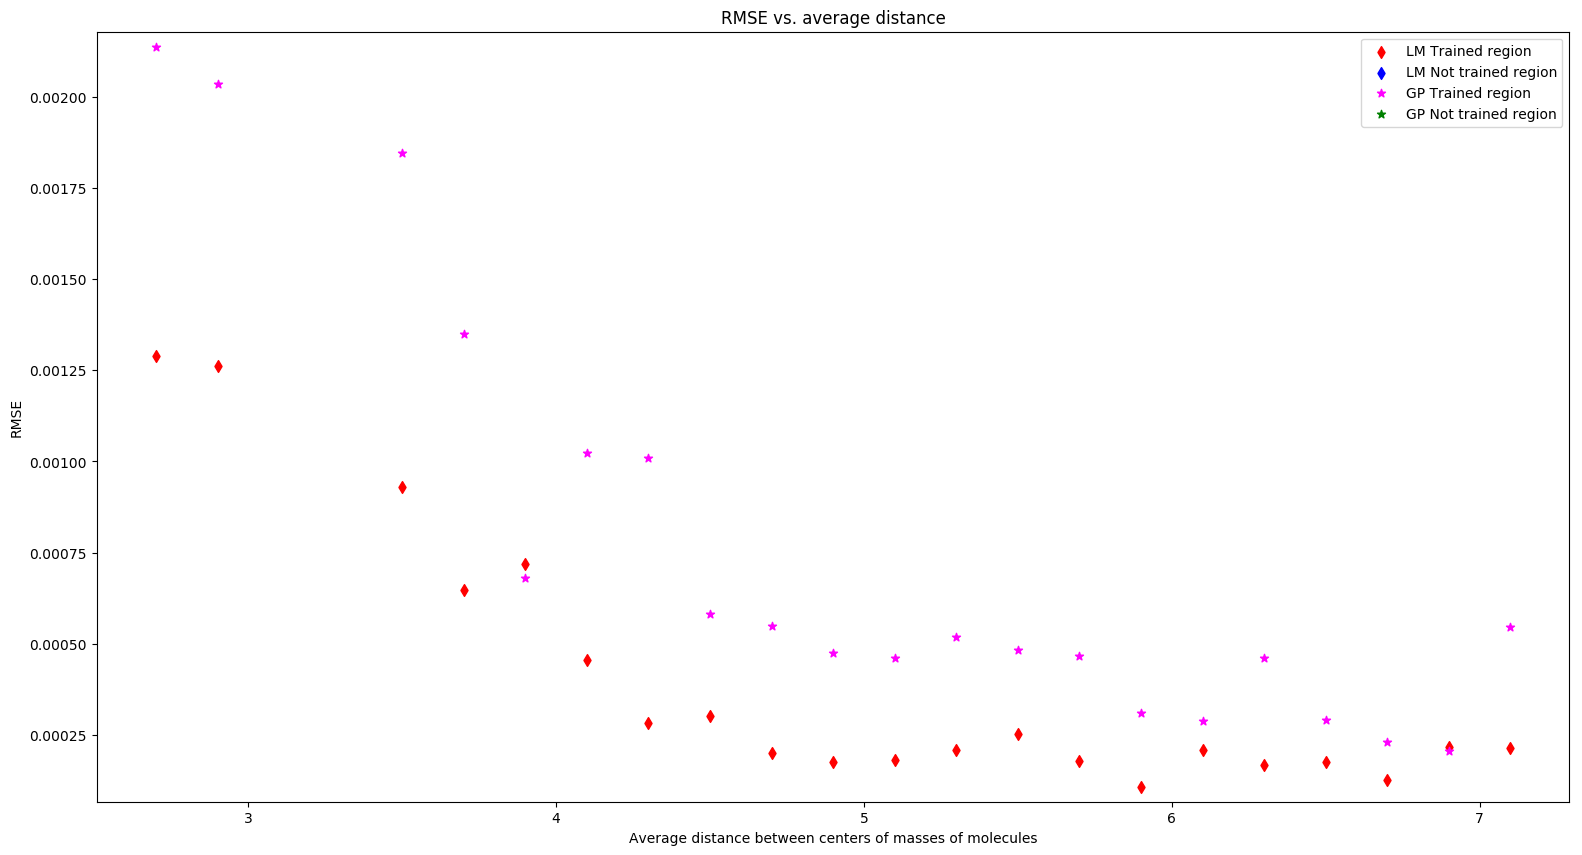 RMSE vs. average distance
LM Trained region
LM Not trained region
GP Trained region
GP Not trained region
RMSE
0.00200
0.00175
0.00150
0.00125
0.00100
0.00075
0.00050
0.00025
3 4 5 6 7
Average distance between centers of masses of molecules